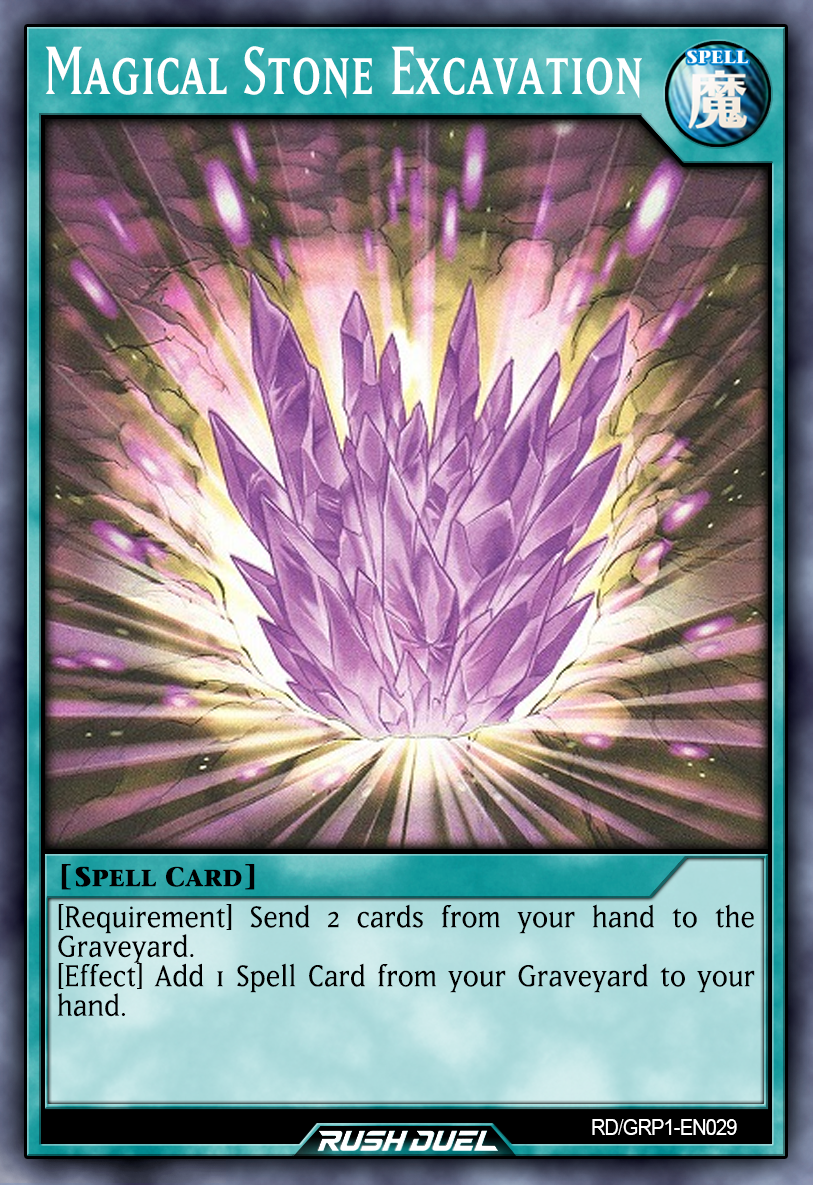 Magical Stone Excavation
SPELL
魔
[Spell Card]
[Requirement] Send 2 cards from your hand to the
Graveyard.
[Effect] Add 1 Spell Card from your Graveyard to your
hand.
RD/GRP1-EN029
RUSH DUEL